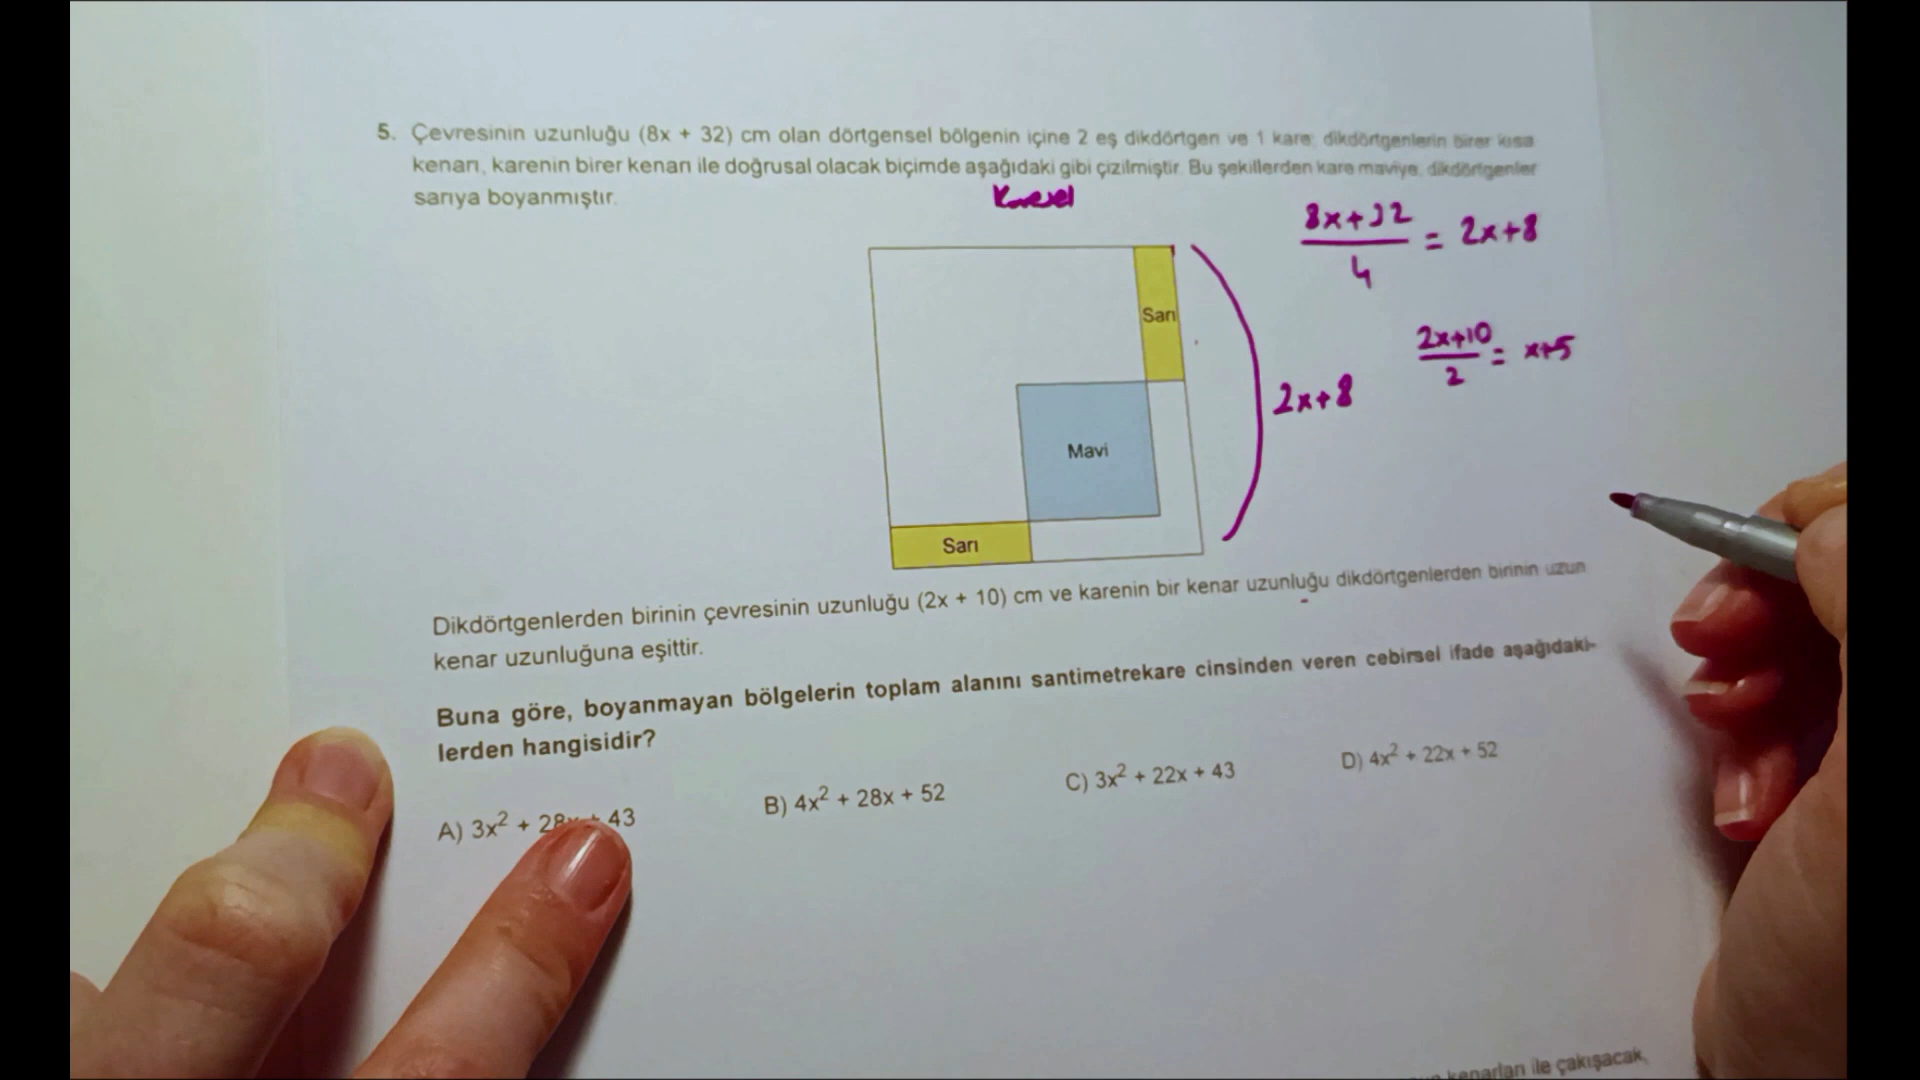 5. Çevresinin uzunluğu (8x + 32) cm olan dörtgensel bölgenin içine 2 eş dikdörtgen ve 1 kare; dikdörtgenlerin birer kısa
kenarı, karenin birer kenarı ile doğrusal olacak biçimde aşağıdaki gibi çizilmiştir. Bu şekillerden kare maviye, dikdörtgenler
sarıya boyanmıştır.
Karesel
8x+32
4
= 2x+8
Sarı
2x+10
2
= x+5
2x+8
Mavi
Sarı
Dikdörtgenlerden birinin çevresinin uzunluğu (2x + 10) cm ve karenin bir kenar uzunluğu dikdörtgenlerden birinin uzun
kenar uzunluğuna eşittir.
Buna göre, boyanmayan bölgelerin toplam alanını santimetrekare cinsinden veren cebirsel ifade aşağıdaki-
lerden hangisidir?
A) 3x² + 28x + 43
B) 4x² + 28x + 52
C) 3x² + 22x + 43
D) 4x² + 22x + 52
kenarları ile çakışacak,